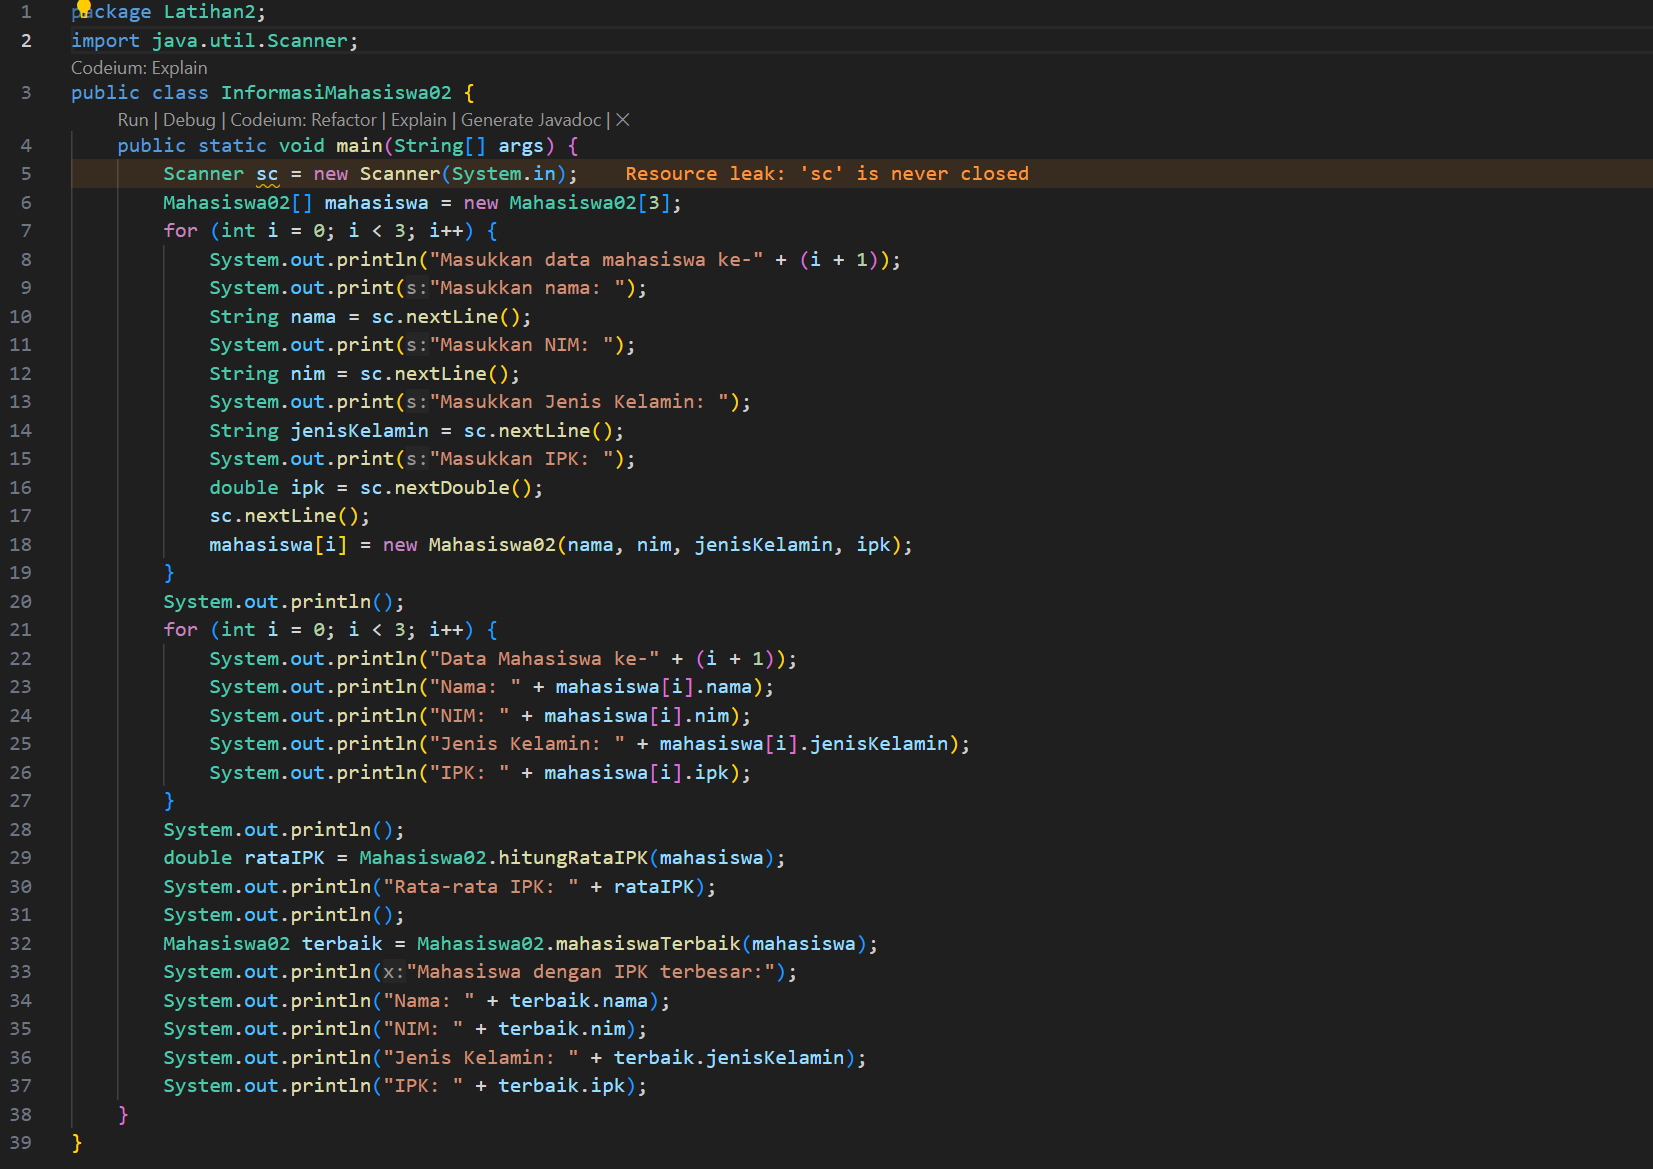 1 package Latihan2;
2 import java.util.Scanner;
Codeium: Explain
3 public class InformasiMahasiswa02 {
Run | Debug | Codeium: Refactor | Explain | Generate Javadoc | ×
4     public static void main(String[] args) {
5         Scanner sc = new Scanner(System.in);    Resource leak: 'sc' is never closed
6         Mahasiswa02[] mahasiswa = new Mahasiswa02[3];
7         for (int i = 0; i < 3; i++) {
8             System.out.println("Masukkan data mahasiswa ke-" + (i + 1));
9             System.out.print(s:"Masukkan nama: ");
10             String nama = sc.nextLine();
11             System.out.print(s:"Masukkan NIM: ");
12             String nim = sc.nextLine();
13             System.out.print(s:"Masukkan Jenis Kelamin: ");
14             String jenisKelamin = sc.nextLine();
15             System.out.print(s:"Masukkan IPK: ");
16             double ipk = sc.nextDouble();
17             sc.nextLine();
18             mahasiswa[i] = new Mahasiswa02(nama, nim, jenisKelamin, ipk);
19         }
20         System.out.println();
21         for (int i = 0; i < 3; i++) {
22             System.out.println("Data Mahasiswa ke-" + (i + 1));
23             System.out.println("Nama: " + mahasiswa[i].nama);
24             System.out.println("NIM: " + mahasiswa[i].nim);
25             System.out.println("Jenis Kelamin: " + mahasiswa[i].jenisKelamin);
26             System.out.println("IPK: " + mahasiswa[i].ipk);
27         }
28         System.out.println();
29         double rataIPK = Mahasiswa02.hitungRataIPK(mahasiswa);
30         System.out.println("Rata-rata IPK: " + rataIPK);
31         System.out.println();
32         Mahasiswa02 terbaik = Mahasiswa02.mahasiswaTerbaik(mahasiswa);
33         System.out.println(x:"Mahasiswa dengan IPK terbesar:");
34         System.out.println("Nama: " + terbaik.nama);
35         System.out.println("NIM: " + terbaik.nim);
36         System.out.println("Jenis Kelamin: " + terbaik.jenisKelamin);
37         System.out.println("IPK: " + terbaik.ipk);
38     }
39 }